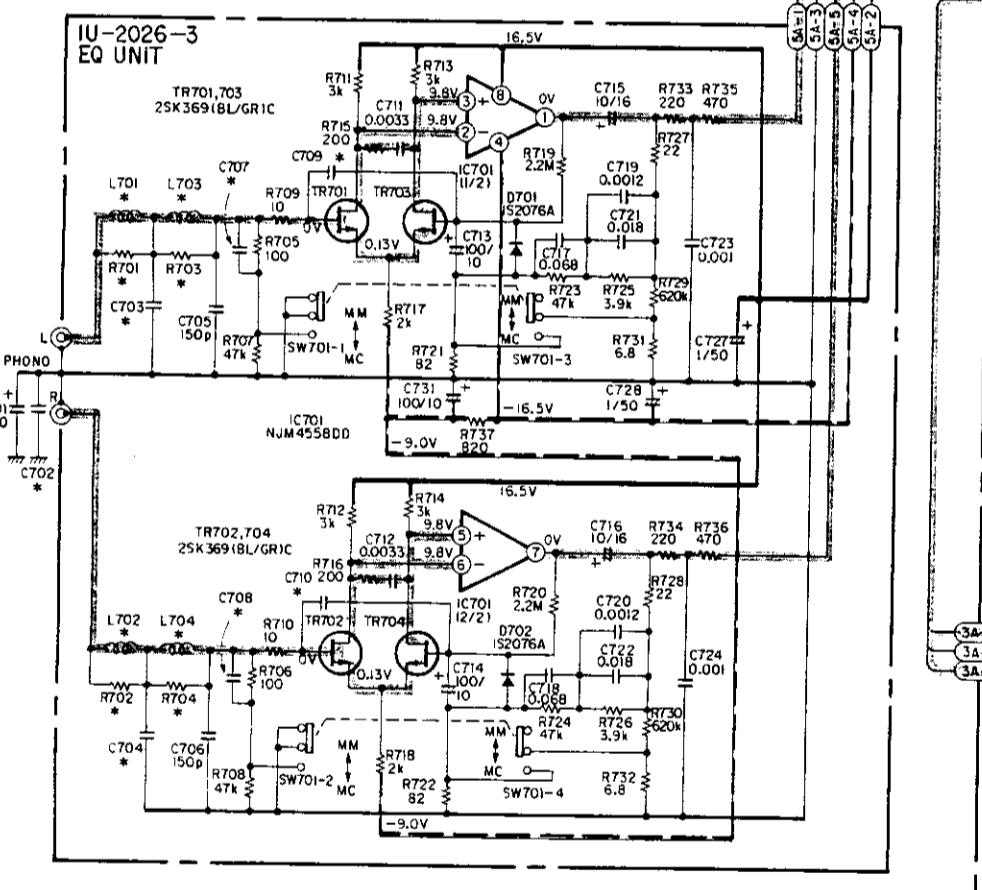 1U-2026-3
EQ UNIT
5A-3
5A-5
5A-4
5A-2
16.5V
TR701,703
2SK369(BL/GR)C
R711
3k
R713
3k
9.8V
9.8V
C711
0.0033
R715
200
3
+
2
-
8
4
1
0V
IC701
(1/2)
C715
10/16
+
R733
220
R735
470
R727
22
R719
2.2M
C719
0.0012
C721
0.018
D701
1S2076A
C717
0.068
R723
47k
R725
3.9k
R729
620k
R731
6.8
C723
0.001
C727
1/50
+
C728
1/50
+
C707
*
C709
*
L701
*
L703
*
R709
10
0V
TR701
TR703
R701
*
R703
*
R705
100
0.13V
C713
100/
10
+
C703
*
C705
150p
R707
47k
SW701-1
MM
MC
R717
2k
R721
82
MM
MC
SW701-3
C731
100/10
+
L
PHONO
R
+
C702
*
IC701
NJM4558DD
-16.5V
-9.0V
R737
820
16.5V
TR702,704
2SK369(BL/GR)C
R712
3k
R714
3k
9.8V
9.8V
C712
0.0033
R716
200
5
+
6
-
7
0V
IC701
(2/2)
C716
10/16
+
R734
220
R736
470
R728
22
R720
2.2M
C720
0.0012
C722
0.018
D702
1S2076A
C718
0.068
R724
47k
R726
3.9k
R730
620k
R732
6.8
C724
0.001
C708
*
C710
*
L702
*
L704
*
R710
10
0V
TR702
TR704
R702
*
R704
*
R706
100
0.13V
C714
100/
10
+
C704
*
C706
150p
R708
47k
SW701-2
MM
MC
R718
2k
R722
82
MM
MC
SW701-4
-9.0V